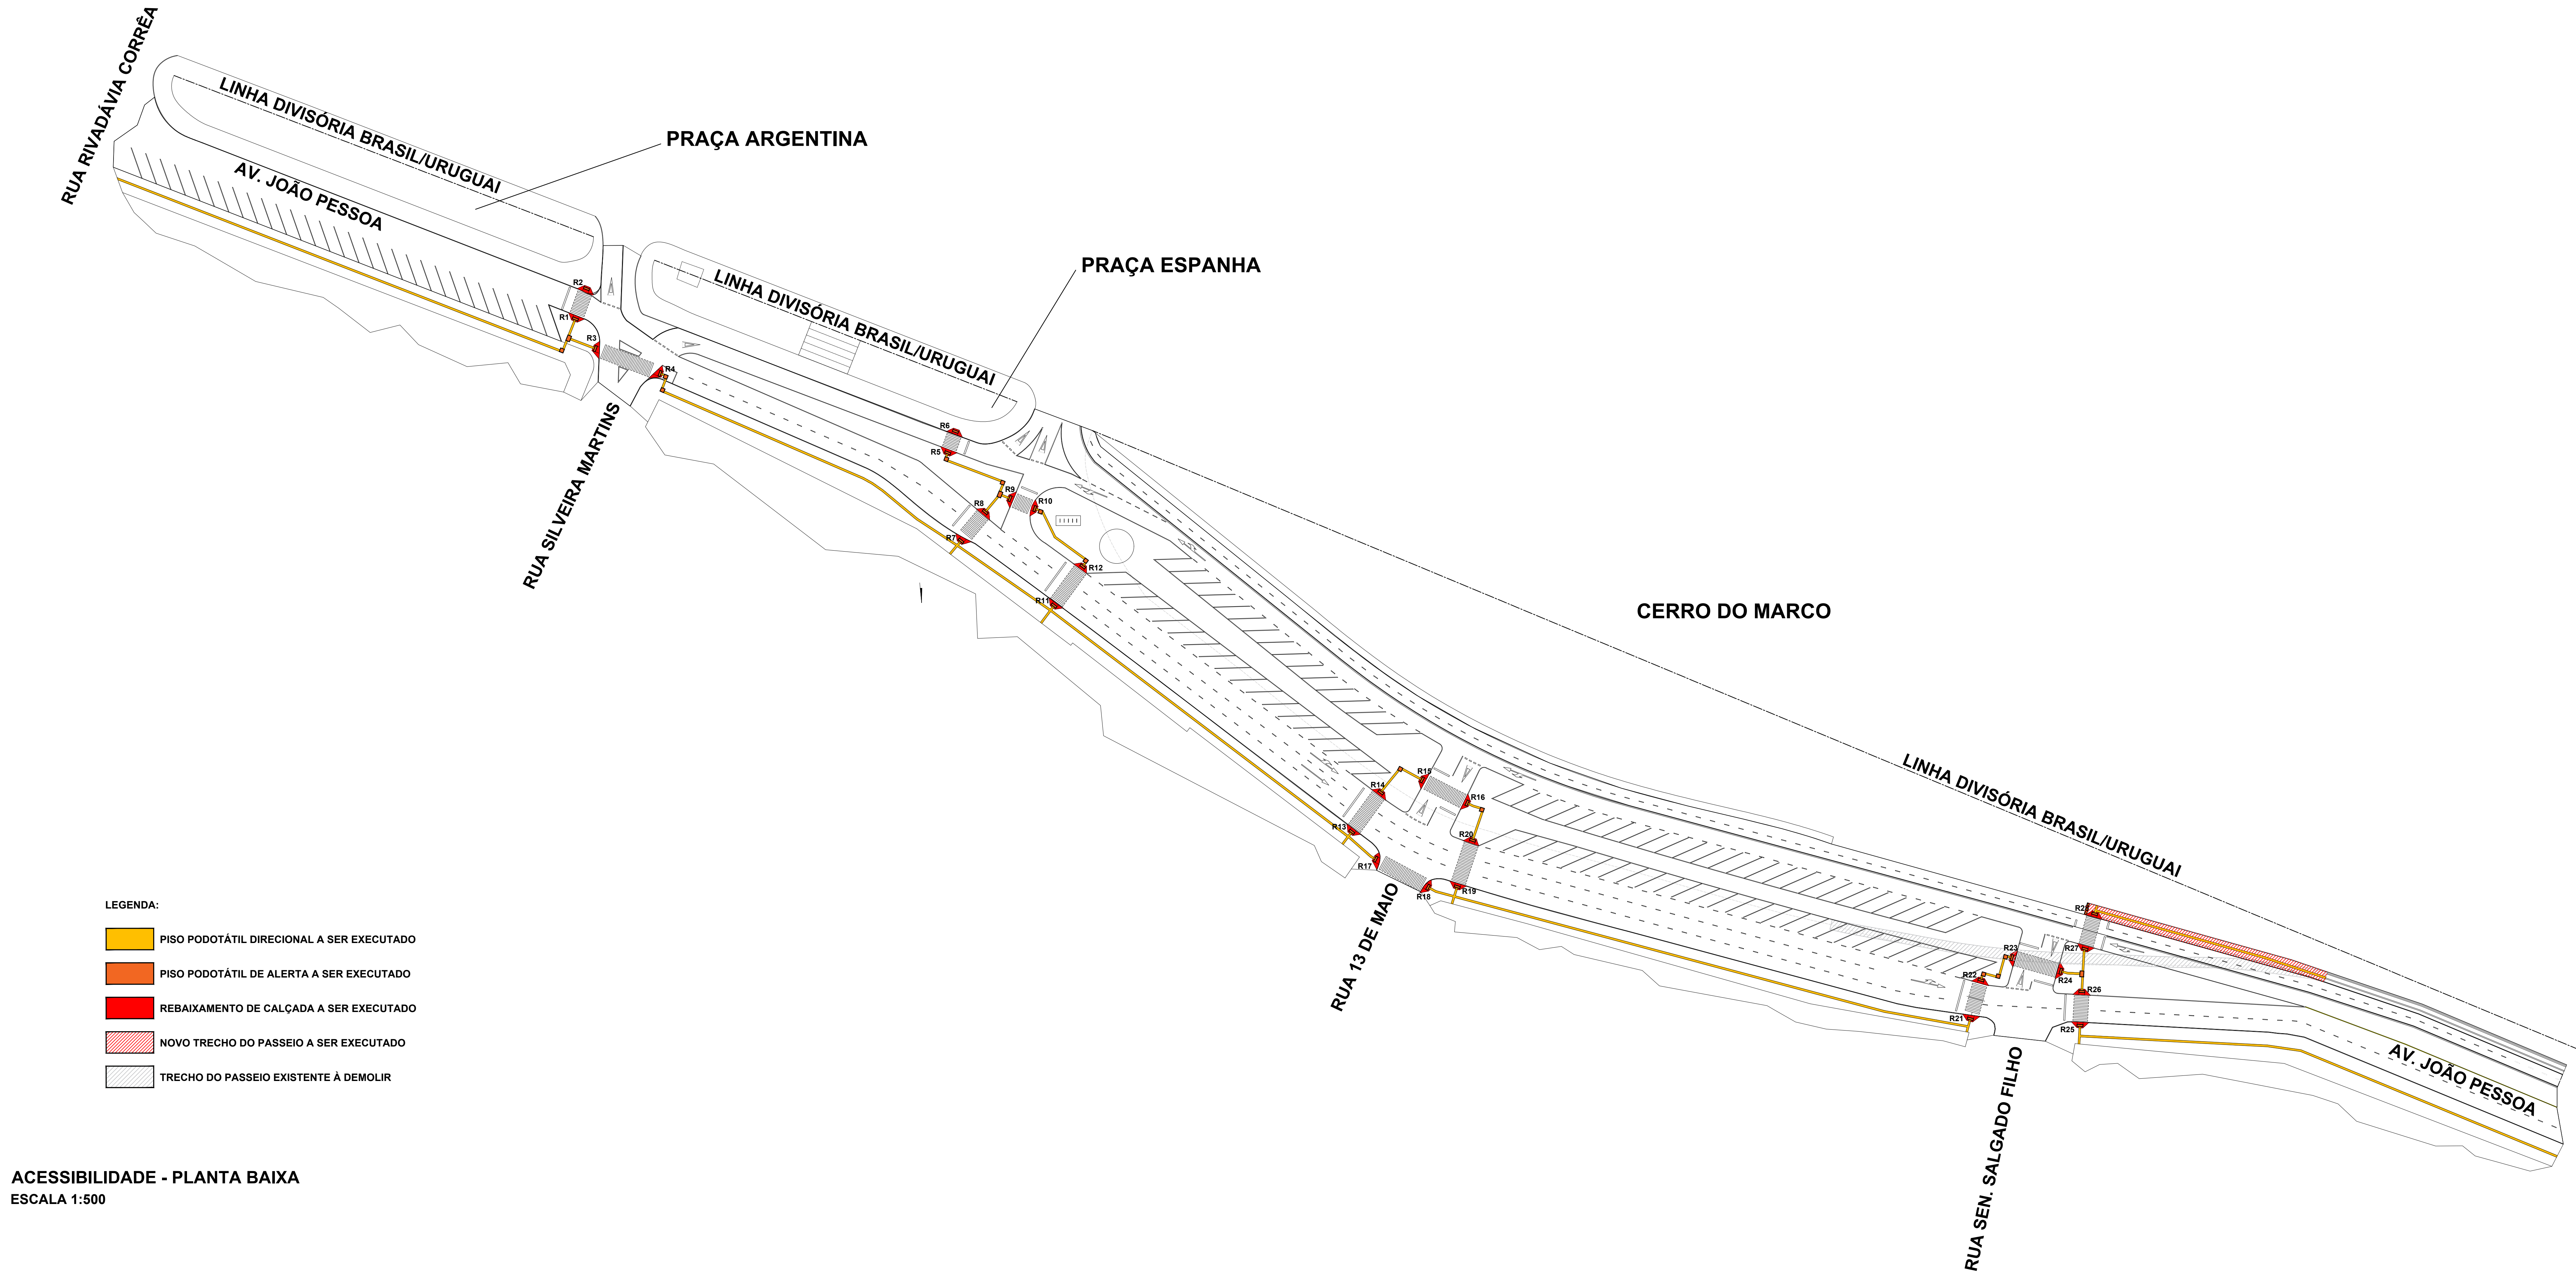 RUA RIVADÁVIA CORRÊA
LINHA DIVISÓRIA BRASIL/URUGUAI
AV. JOÃO PESSOA
PRAÇA ARGENTINA
PRAÇA ESPANHA
LINHA DIVISÓRIA BRASIL/URUGUAI
R2
R1
R3
R4
RUA SILVEIRA MARTINS
R6
R5
R9
R10
R8
R7
R12
R11
CERRO DO MARCO
LINHA DIVISÓRIA BRASIL/URUGUAI
R15
R14
R16
R13
R20
R17
R18
R19
RUA 13 DE MAIO
R23
R27
R22
R24
R26
R21
R25
RUA SEN. SALGADO FILHO
AV. JOÃO PESSOA
LEGENDA:
PISO PODOTÁTIL DIRECIONAL A SER EXECUTADO
PISO PODOTÁTIL DE ALERTA A SER EXECUTADO
REBAIXAMENTO DE CALÇADA A SER EXECUTADO
NOVO TRECHO DO PASSEIO A SER EXECUTADO
TRECHO DO PASSEIO EXISTENTE À DEMOLIR
ACESSIBILIDADE - PLANTA BAIXA
ESCALA 1:500